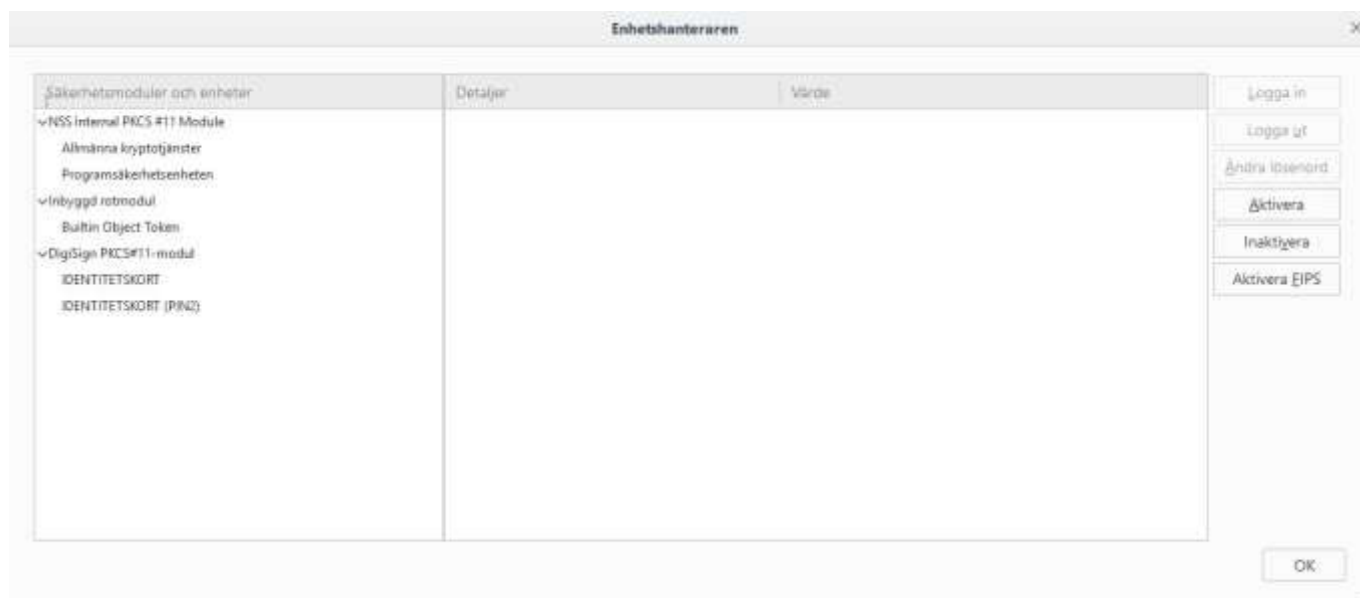 Enhetshanteraren
Säkerhetsmoduler och enheter
Detaljer
Värde
NSS Internal PKCS #11 Module
Allmänna kryptotjänster
Programsäkerhetsenheten
Inbyggd rotmodul
Builtin Object Token
DigiSign PKCS#11-modul
IDENTITETSKORT
IDENTITETSKORT (PIN2)
Logga in
Logga ut
Ändra lösenord
Aktivera
Inaktivera
Aktivera FIPS
OK